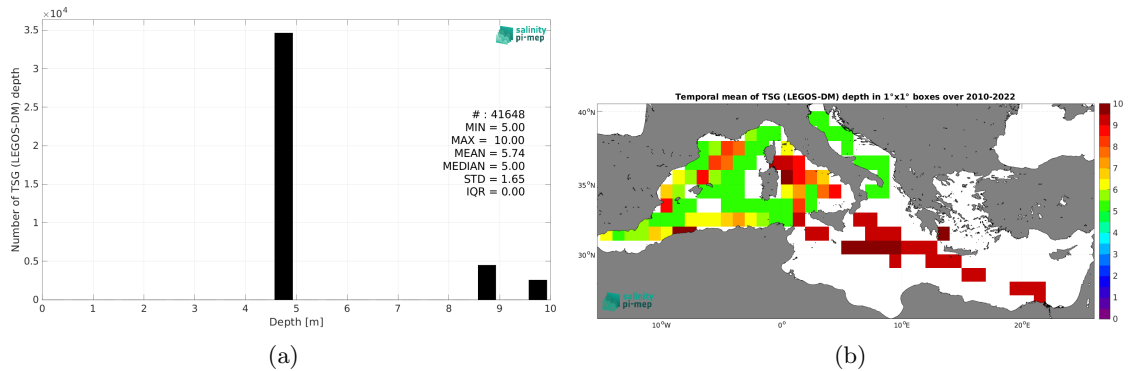 ×10⁴
3.5
3
2.5
2
1.5
1
0.5
0
Number of TSG (LEGOS-DM) depth
salinity
pi-mep
# : 41648
MIN = 5.00
MAX = 10.00
MEAN = 5.74
MEDIAN = 5.00
STD = 1.65
IQR = 0.00
0 1 2 3 4 5 6 7 8 9 10
Depth [m]
(a)
Temporal mean of TSG (LEGOS-DM) depth in 1°x1° boxes over 2010-2022
40°N
35°N
30°N
10°W 0° 10°E 20°E
10
9
8
7
6
5
4
3
2
1
0
salinity
pi-mep
(b)